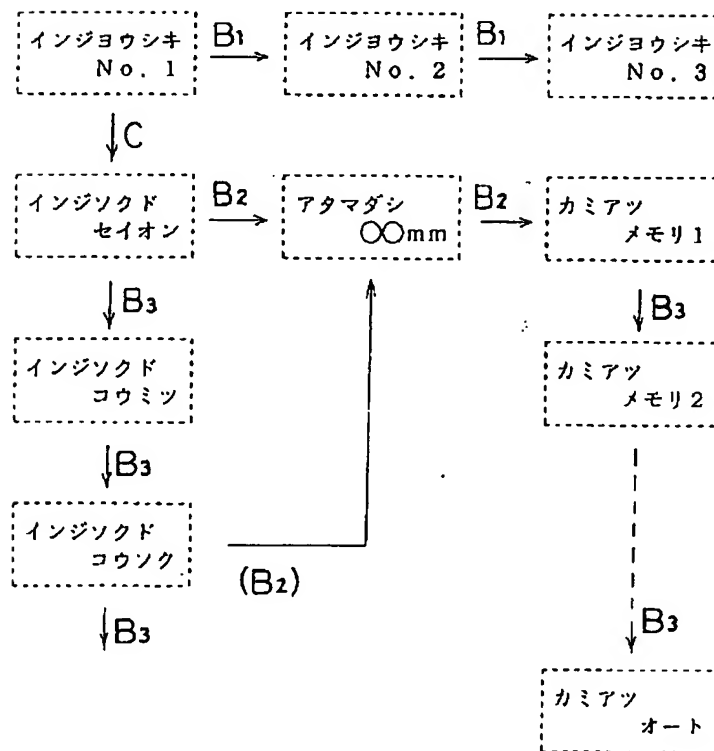 インジヨウシキ
No. 1
B1
インジヨウシキ
No. 2
B1
インジヨウシキ
No. 3
C
インジソクド
セイオン
B2
アタマダシ
○○mm
B2
カミアツ
メモリ1
B3
B3
インジソクド
コウミツ
カミアツ
メモリ2
B3
インジソクド
コウソク
(B2)
B3
B3
カミアツ
オート